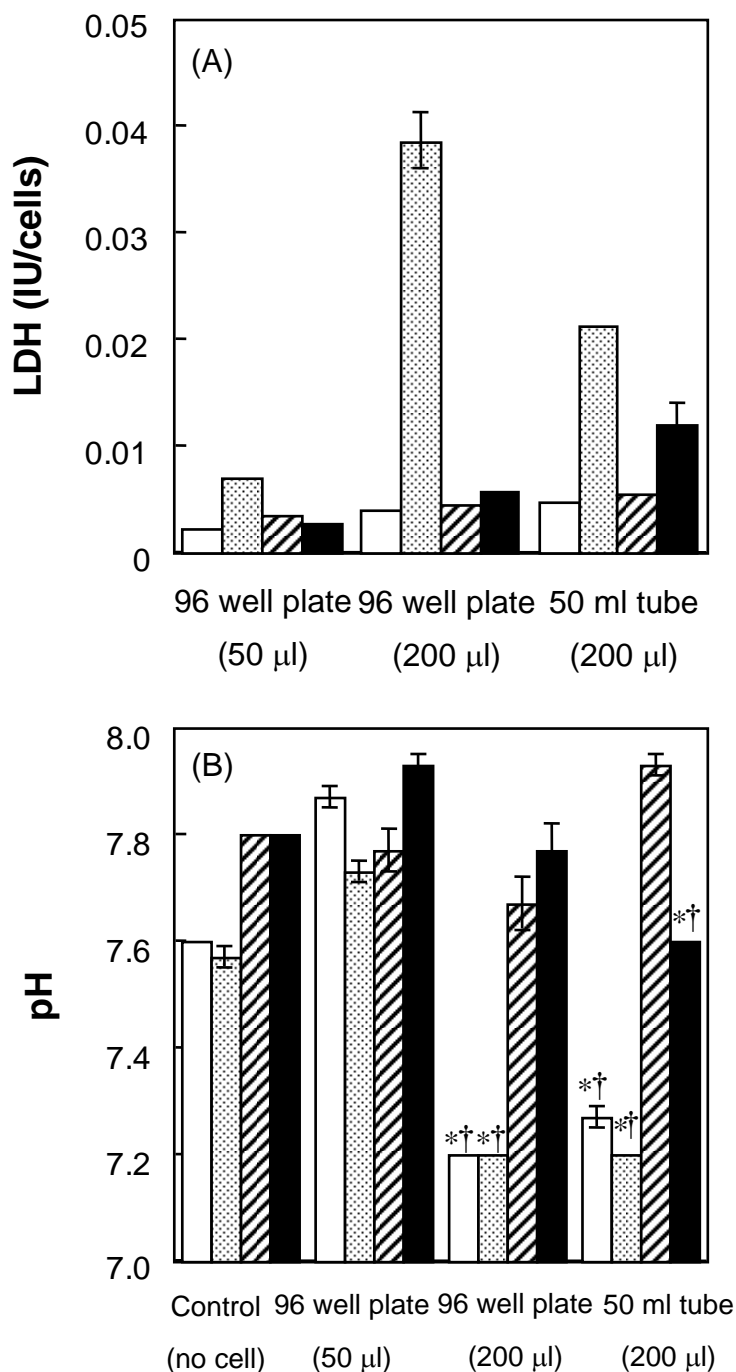 0.05
(A)
0.04
0.03
0.02
0.01
0
LDH (IU/cells)
96 well plate 96 well plate 50 ml tube
(50 μl) (200 μl) (200 μl)
8.0
(B)
7.8
7.6
7.4
7.2
7.0
pH
*†
*† *† *† *†
Control 96 well plate 96 well plate 50 ml tube
(no cell) (50 μl) (200 μl) (200 μl)